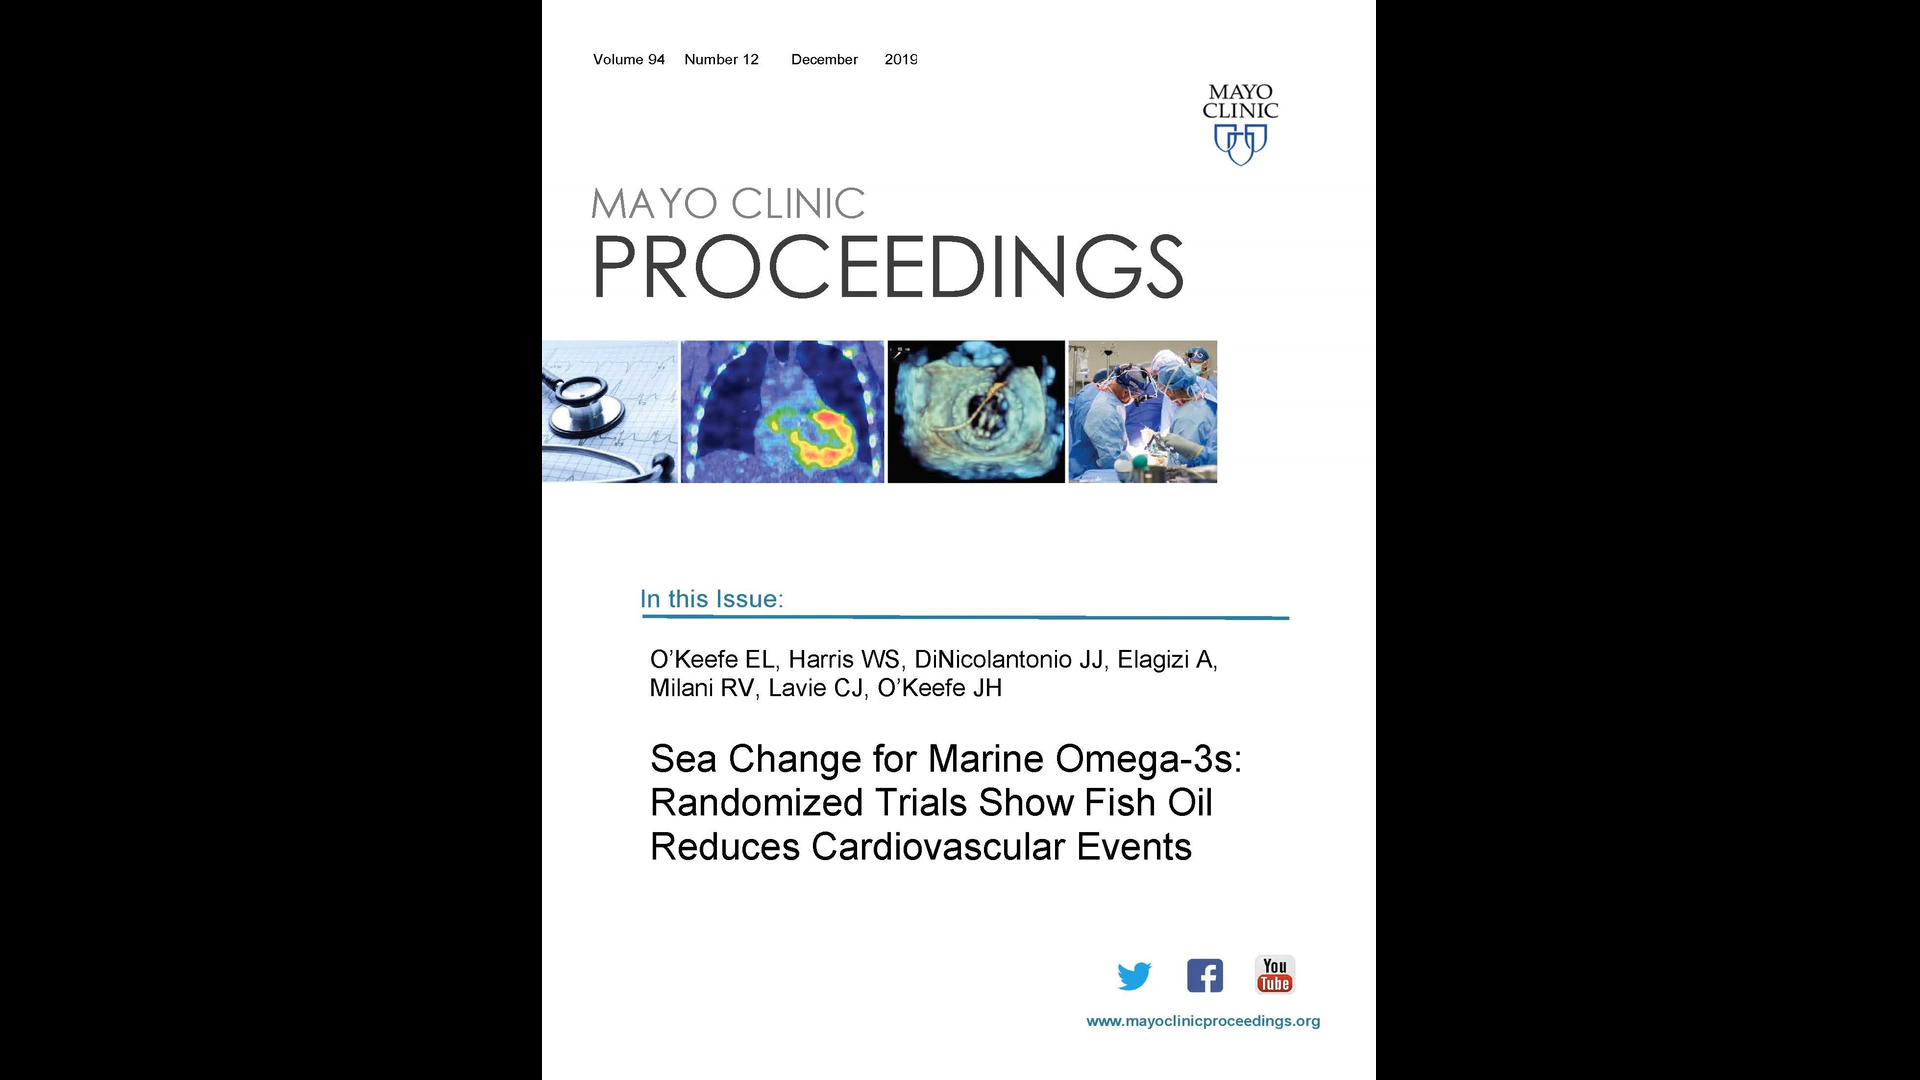 Volume 94 Number 12 December 2019
MAYO
CLINIC
MAYO CLINIC
PROCEEDINGS
In this Issue:
O’Keefe EL, Harris WS, DiNicolantonio JJ, Elagizi A,
Milani RV, Lavie CJ, O’Keefe JH
Sea Change for Marine Omega-3s:
Randomized Trials Show Fish Oil
Reduces Cardiovascular Events
You
Tube
www.mayoclinicproceedings.org